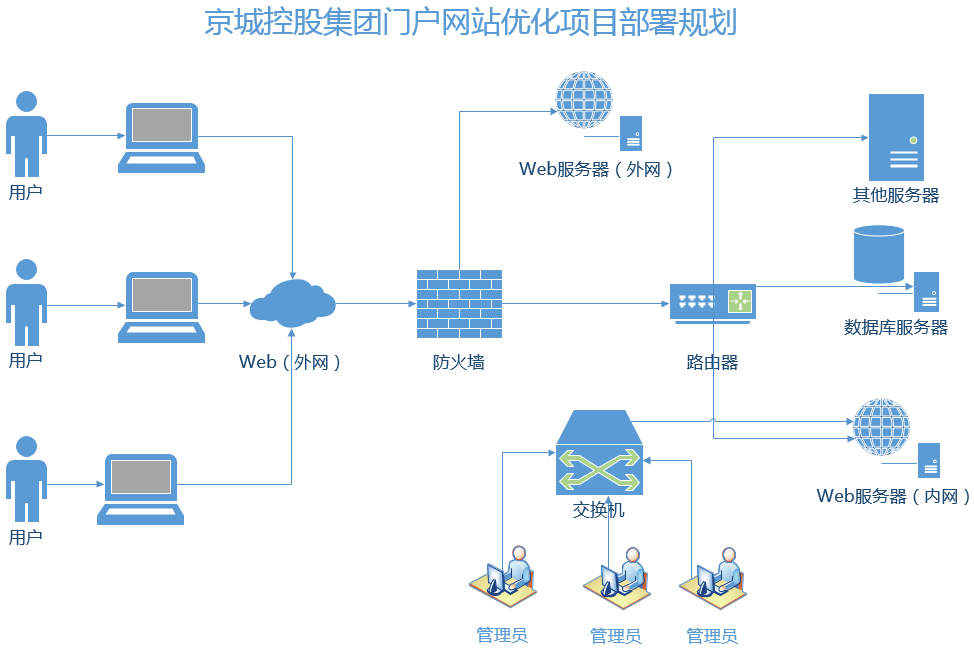 京城控股集团门户网站优化项目部署规划
Web服务器（外网）
用户
其他服务器
数据库服务器
用户
Web（外网）
防火墙
路由器
Web服务器（内网）
交换机
用户
管理员
管理员
管理员